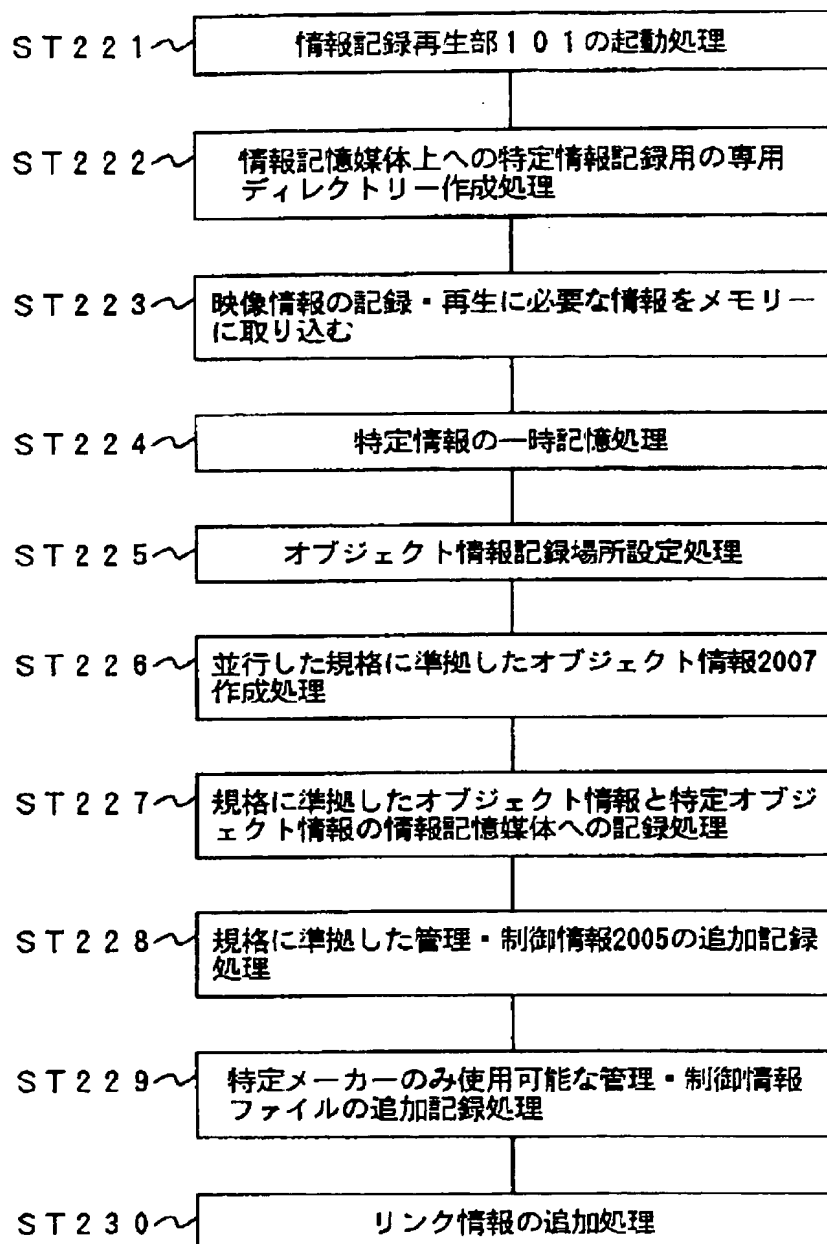 ST221～ 情報記録再生部１０１の起動処理
ST222～ 情報記憶媒体上への特定情報記録用の専用
ディレクトリー作成処理
ST223～ 映像情報の記録・再生に必要な情報をメモリー
に取り込む
ST224～ 特定情報の一時記憶処理
ST225～ オブジェクト情報記録場所設定処理
ST226～ 並行した規格に準拠したオブジェクト情報2007
作成処理
ST227～ 規格に準拠したオブジェクト情報と特定オブジ
ェクト情報の情報記憶媒体への記録処理
ST228～ 規格に準拠した管理・制御情報2005の追加記録
処理
ST229～ 特定メーカーのみ使用可能な管理・制御情報
ファイルの追加記録処理
ST230～ リンク情報の追加処理